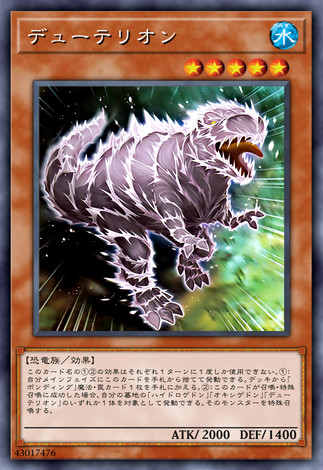 デューテリオン
水
【恐竜族／効果】
このカード名の①②の効果はそれぞれ１ターンに１度しか使用できない。①：
自分メインフェイズにこのカードを手札から捨てて発動できる。デッキから「
ボンディング」魔法・罠カード１枚を手札に加える。②：このカードが召喚・特殊
召喚に成功した場合、自分の墓地の「ハイドロゲドン」「オキシゲドン」「デュー
テリオン」のいずれか１体を対象として発動できる。そのモンスターを特殊召
喚する。
ATK/ 2000 DEF/ 1400
43017476